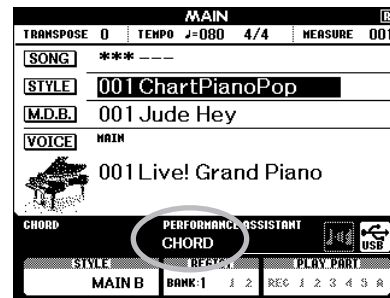 MAIN
TRANSPOSE 0 TEMPO ♩=080 4/4 MEASURE 001
SONG *** ---
STYLE 001 ChartPianoPop
M.D.B. 001 Jude Hey
VOICE MAIN
001 Live! Grand Piano
CHORD PERFORMANCE ASSISTANT
CHORD
USB
STYLE REGIST PLAY PART
MAIN B BANK:1 1 2 REC 1 2 3 4 5 A